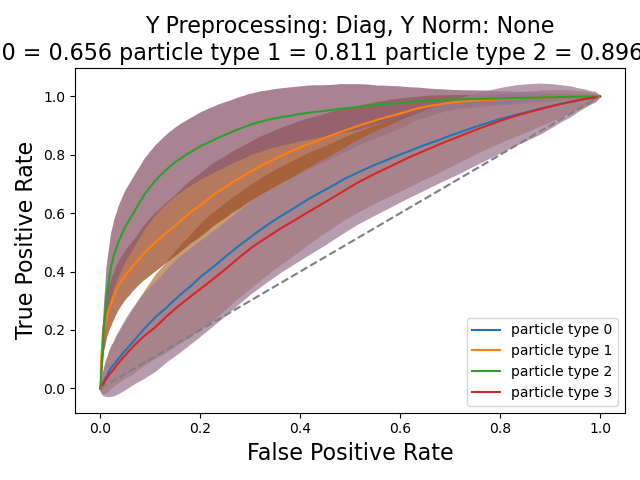 Y Preprocessing: Diag, Y Norm: None
0 = 0.656 particle type 1 = 0.811 particle type 2 = 0.896
True Positive Rate
1.0
0.8
0.6
0.4
0.2
0.0
particle type 0
particle type 1
particle type 2
particle type 3
0.0 0.2 0.4 0.6 0.8 1.0
False Positive Rate